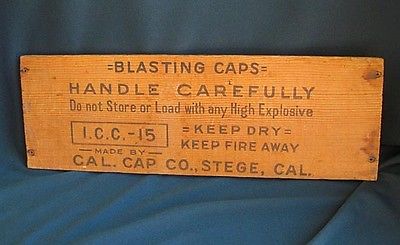 =BLASTING CAPS=
HANDLE CAREFULLY
Do not Store or Load with any High Explosive
I.C.C.-15
=KEEP DRY=
KEEP FIRE AWAY
—MADE BY—
CAL. CAP CO., STEGE, CAL.